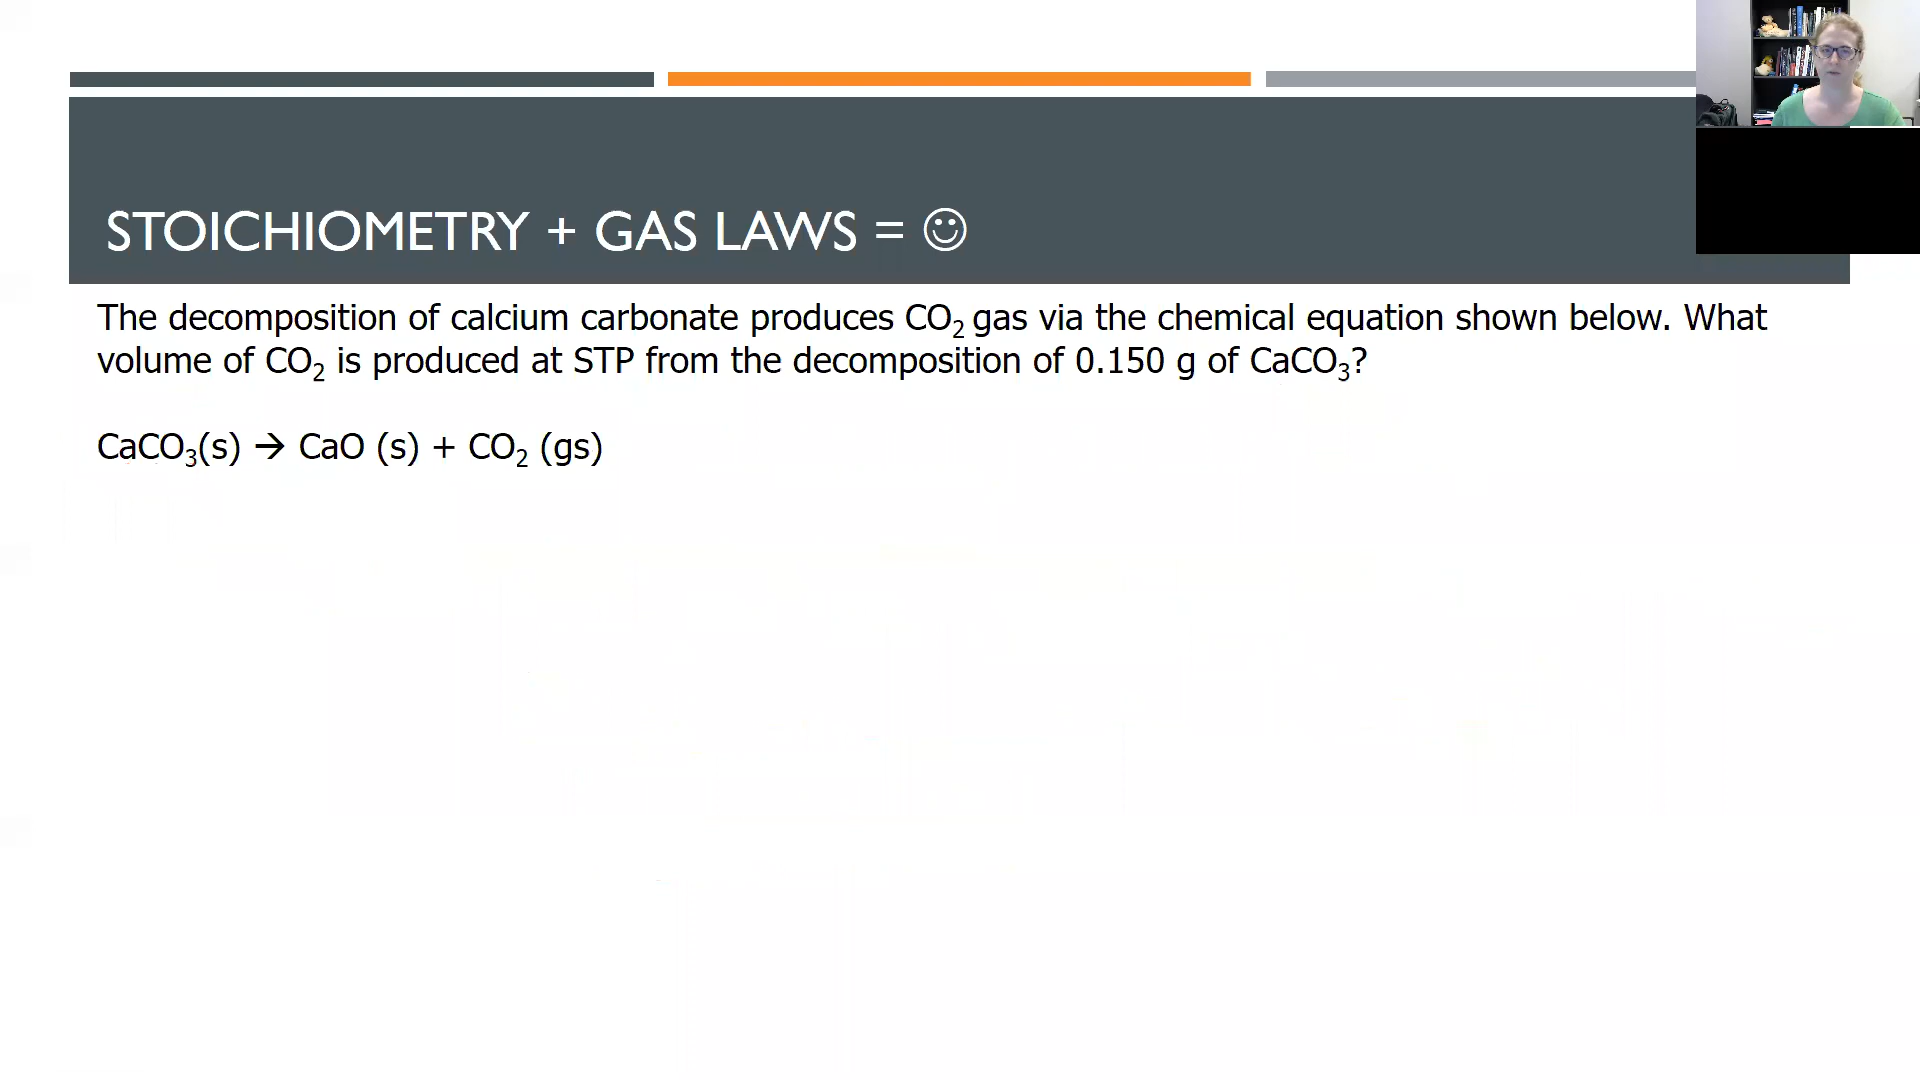 STOICHIOMETRY + GAS LAWS = ☺
The decomposition of calcium carbonate produces CO₂ gas via the chemical equation shown below. What
volume of CO₂ is produced at STP from the decomposition of 0.150 g of CaCO₃?
CaCO₃(s) → CaO (s) + CO₂ (gs)